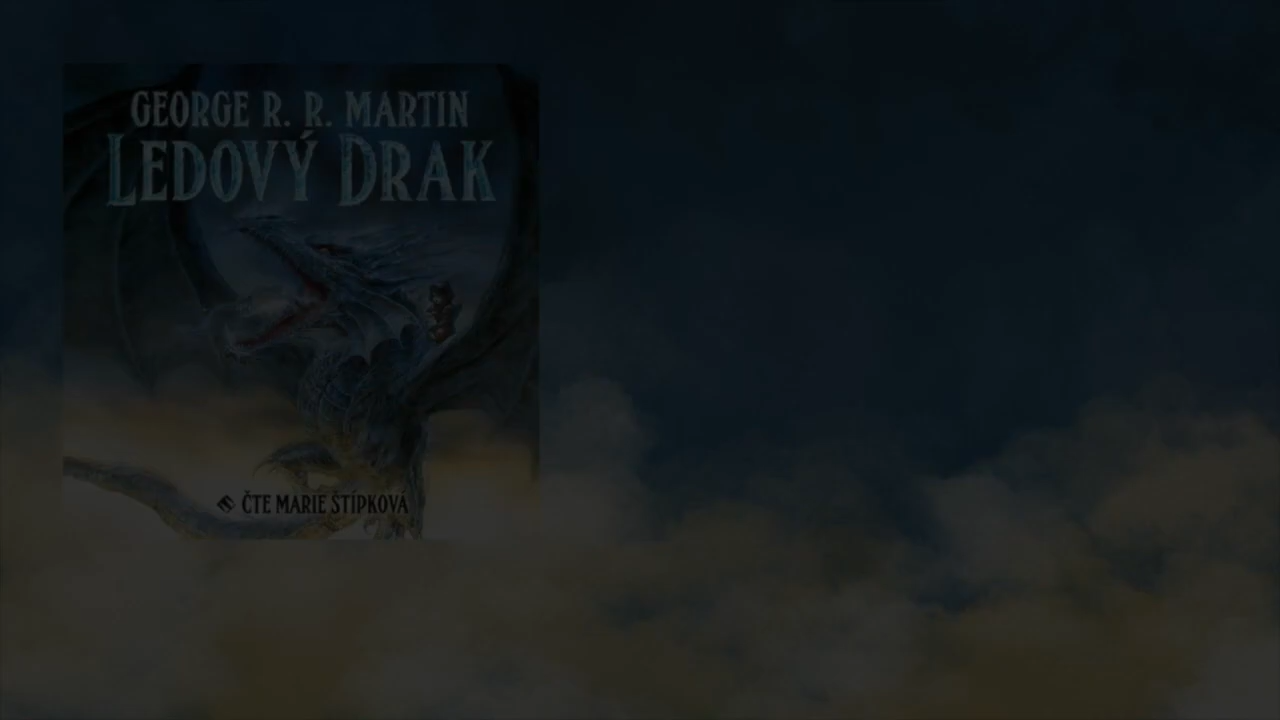 GEORGE R. R. MARTIN
LEDOVÝ DRAK
ČTE MARIE ŠTÍPKOVÁ